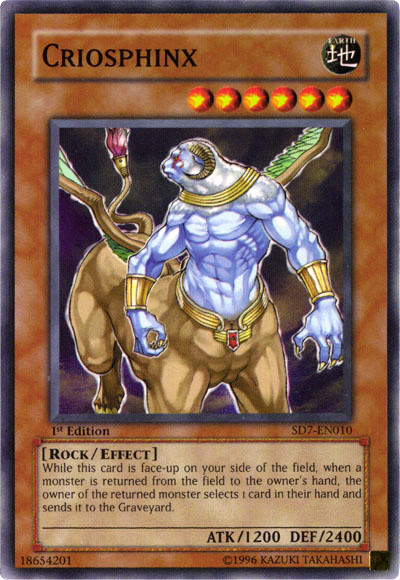 CRIOSPHINX
EARTH
地
1st Edition
SD7-EN010
[ROCK/EFFECT]
While this card is face-up on your side of the field, when a
monster is returned from the field to the owner's hand, the
owner of the returned monster selects 1 card in their hand and
sends it to the Graveyard.
ATK/1200 DEF/2400
18654201
©1996 KAZUKI TAKAHASHI